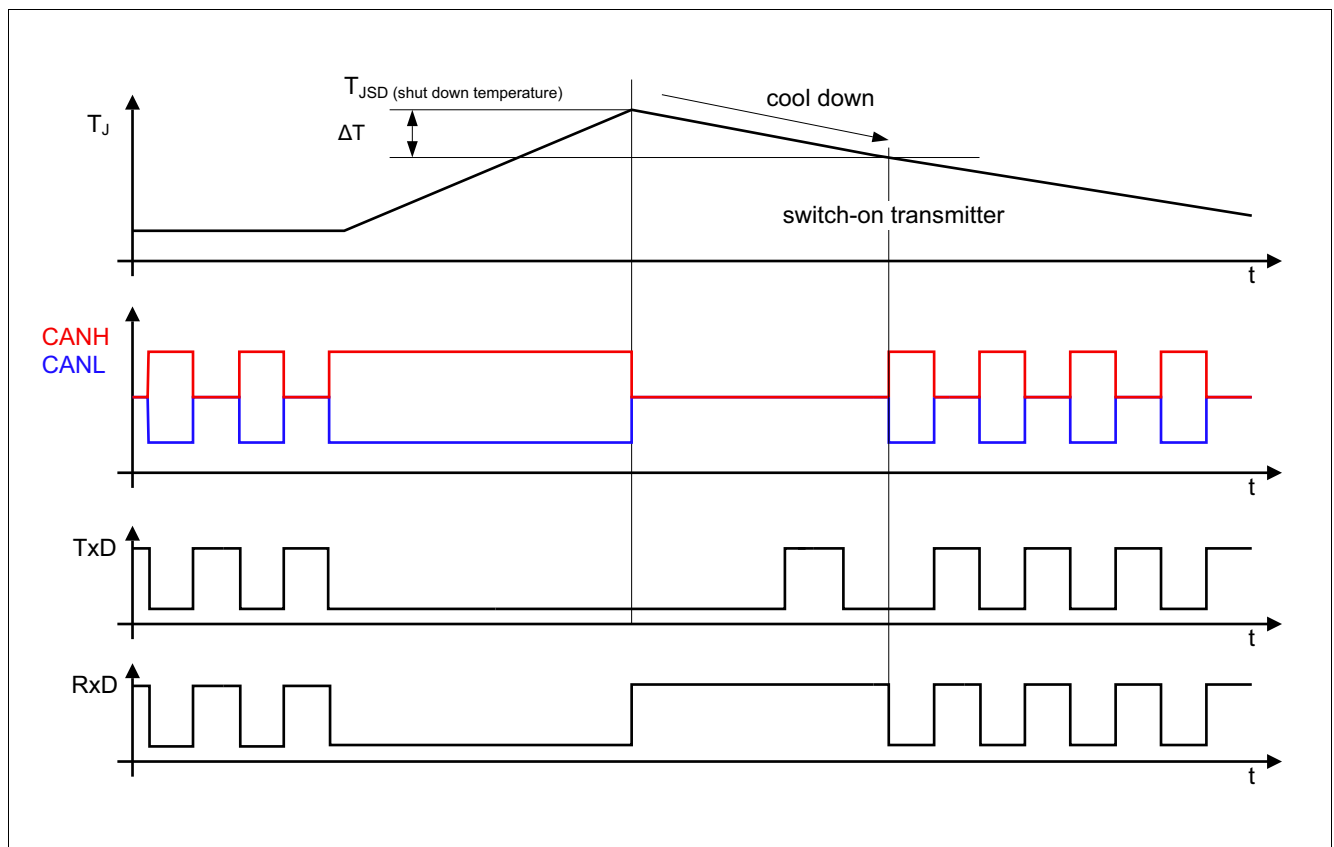 T_JSD (shut down temperature)
cool down
T_J
ΔT
switch-on transmitter
t
CANH
CANL
t
TxD
t
RxD
t